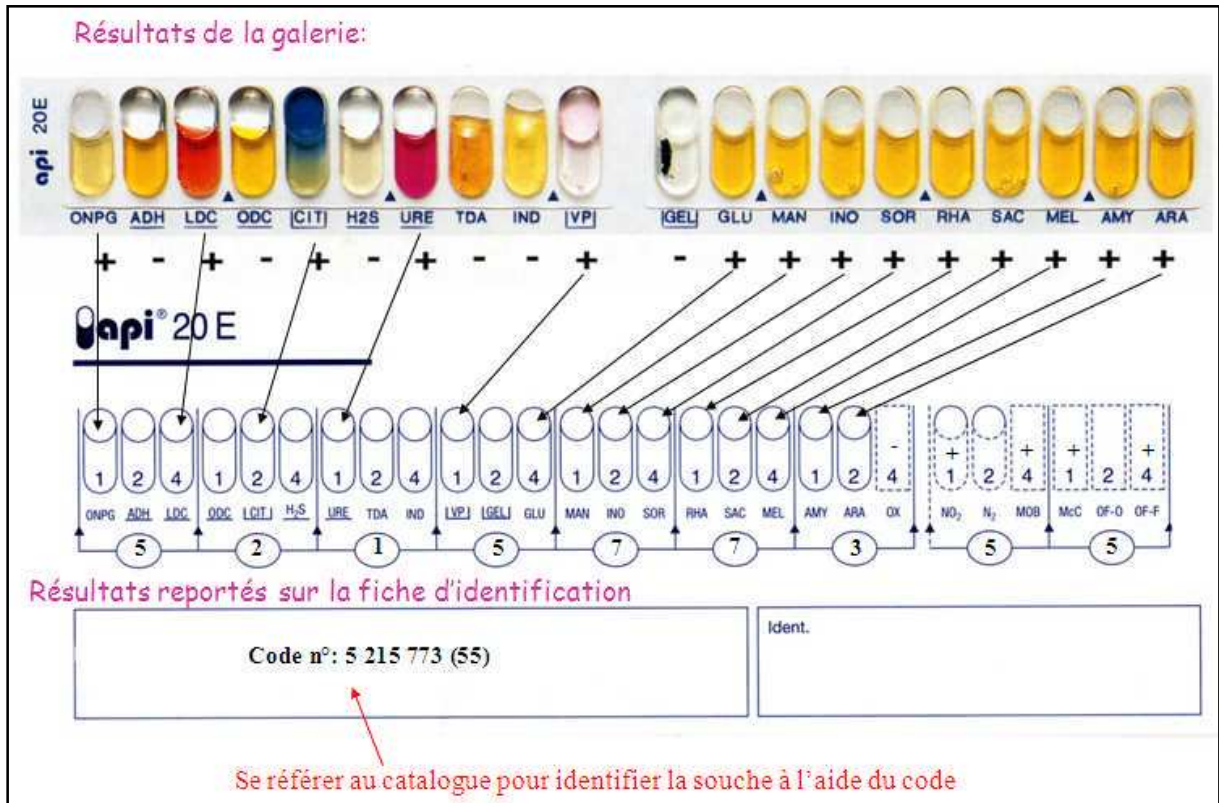 Résultats de la galerie:
api 20E
ONPG ADH LDC ODC |CIT| H2S URE TDA IND |VP| |GEL| GLU MAN INO SOR RHA SAC MEL AMY ARA
+ - + - + - + - - + - + + + + + + + + +
api® 20 E
- + + + +
1 2 4 1 2 4 1 2 4 1 2 4 1 2 4 1 2 4 1 2 4 1 2 4 1 2 4
ONPG ADH LDC ODC |CIT| H2S URE TDA IND |VP| |GEL| GLU MAN INO SOR RHA SAC MEL AMY ARA OX NO2 N2 MOB McC OF-O OF-F
5 2 1 5 7 7 3 5 5
Résultats reportés sur la fiche d'identification
Code n°: 5 215 773 (55)
Ident.
Se référer au catalogue pour identifier la souche à l'aide du code